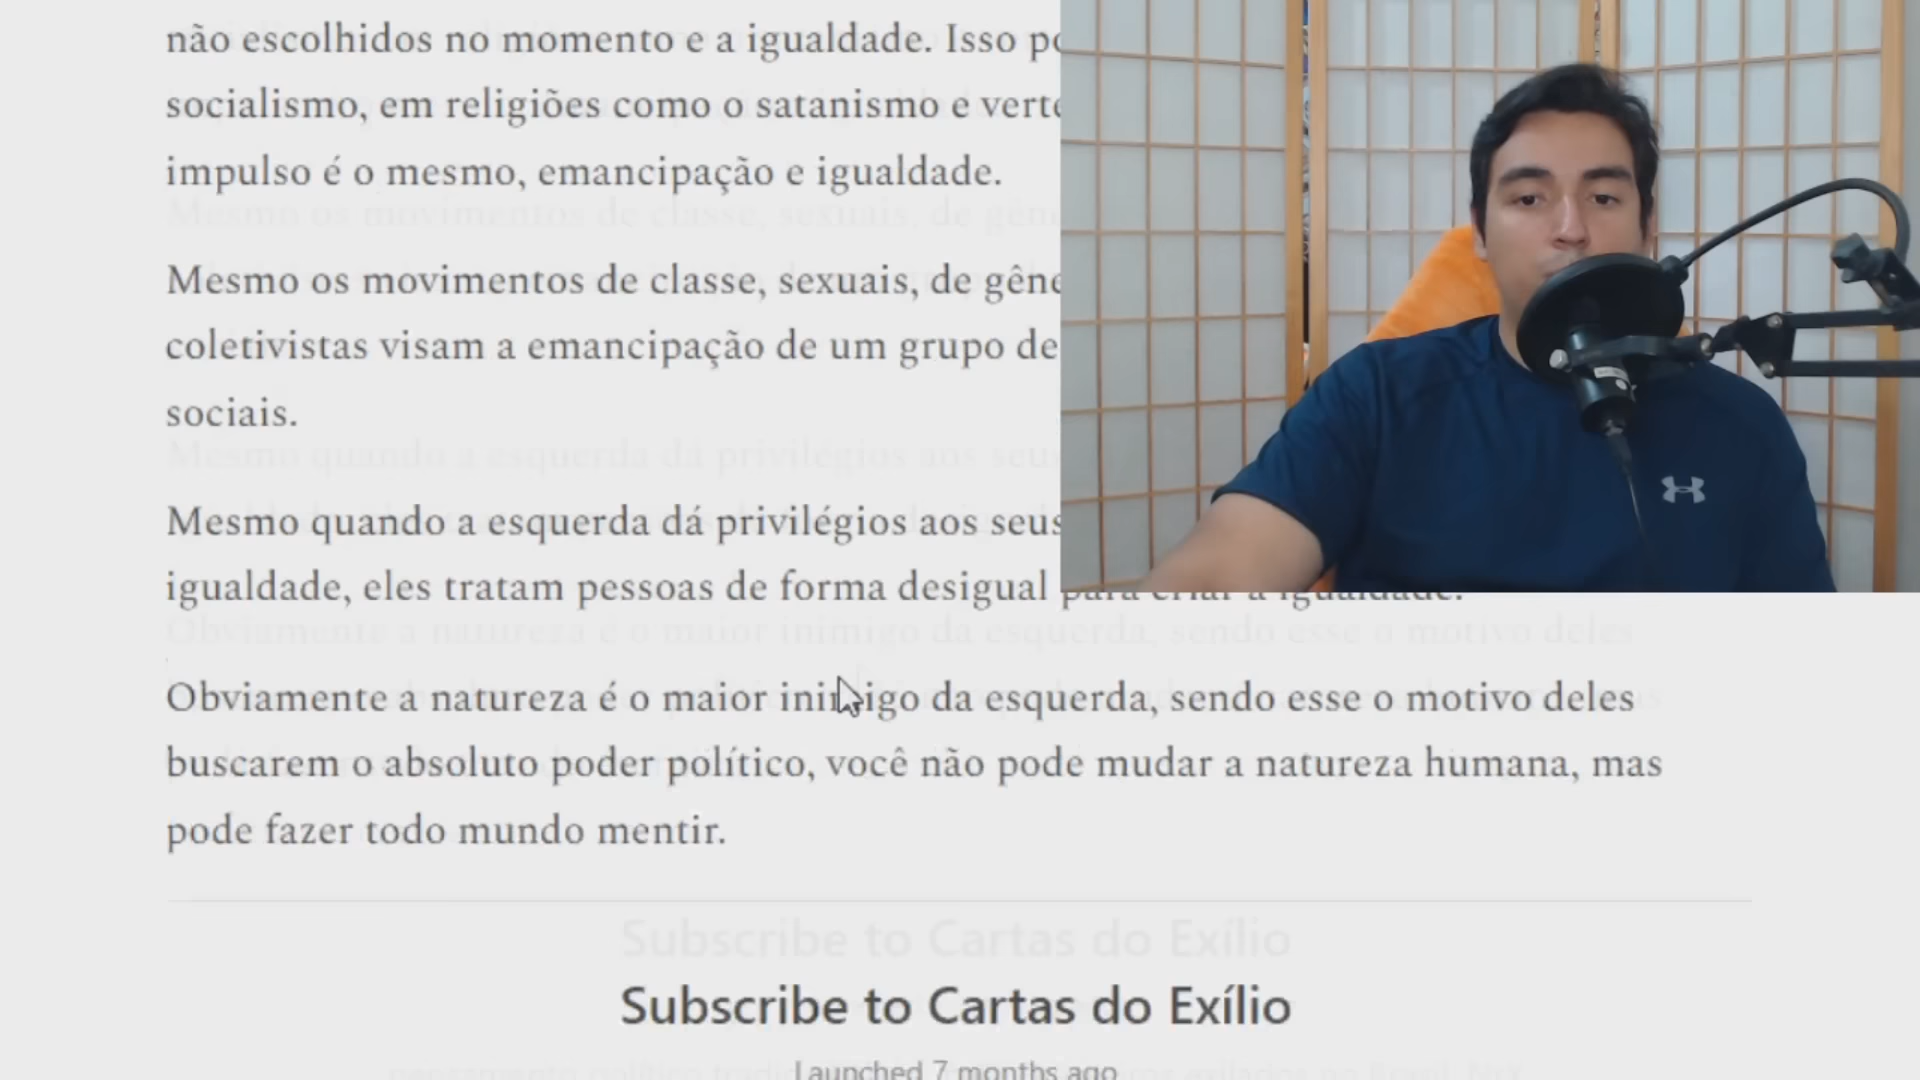 não escolhidos no momento e a igualdade. Isso
socialismo, em religiões como o satanismo e
impulso é o mesmo, emancipação e igualdade.
Mesmo os movimentos de classe, sexuais, de
coletivistas visam a emancipação de um grupo de
sociais.
Mesmo quando a esquerda dá privilégios aos seus
igualdade, eles tratam pessoas de forma desigual para criar a igualdade.
Obviamente a natureza é o maior inimigo da esquerda, sendo esse o motivo deles
buscarem o absoluto poder político, você não pode mudar a natureza humana, mas
pode fazer todo mundo mentir.
Subscribe to Cartas do Exílio
Launched 7 months ago